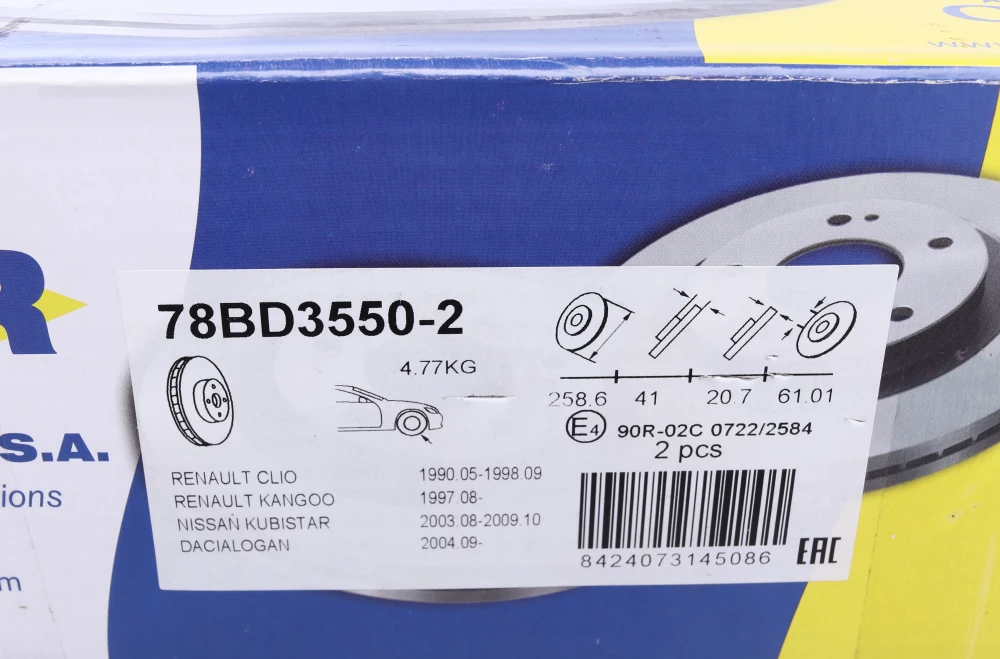 78BD3550-2
4.77KG
258.6 41 20.7 61.01
E4 90R-02C 0722/2584
2 pcs
RENAULT CLIO 1990.05-1998.09
RENAULT KANGOO 1997.08-
NISSAN KUBISTAR 2003.08-2009.10
DACIALOGAN 2004.09-
8424073145086
EAC
R
S.A.
ions
m